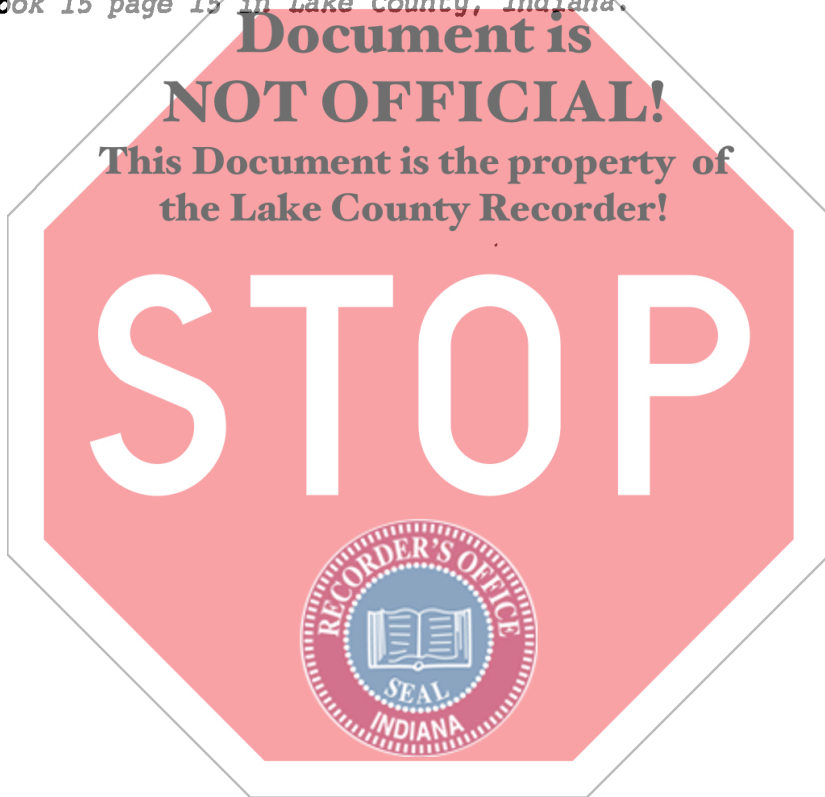 ook 15 page 15 in Lake County, Indiana.
Document is
NOT OFFICIAL!
This Document is the property of
the Lake County Recorder!
STOP
RECORDER'S OFFICE
SEAL
INDIANA